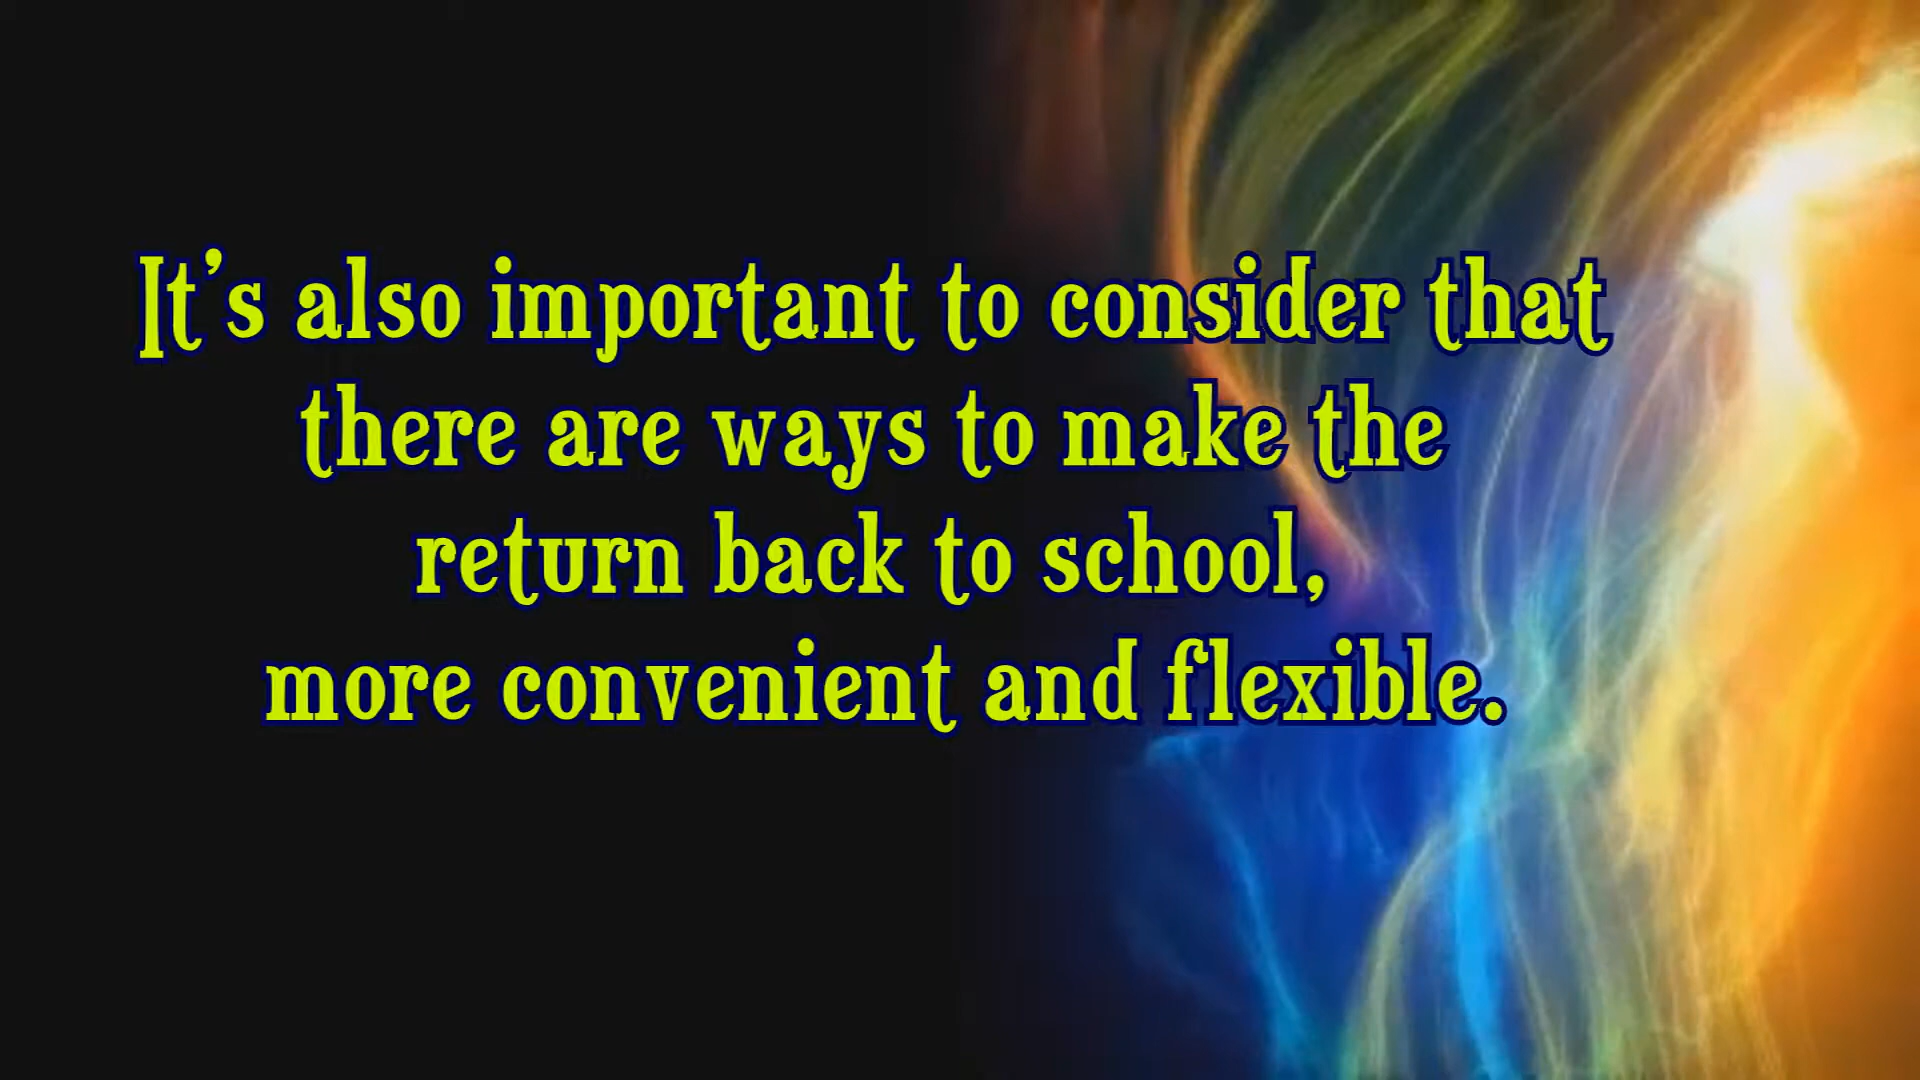 It's also important to consider that
there are ways to make the
return back to school,
more convenient and flexible.